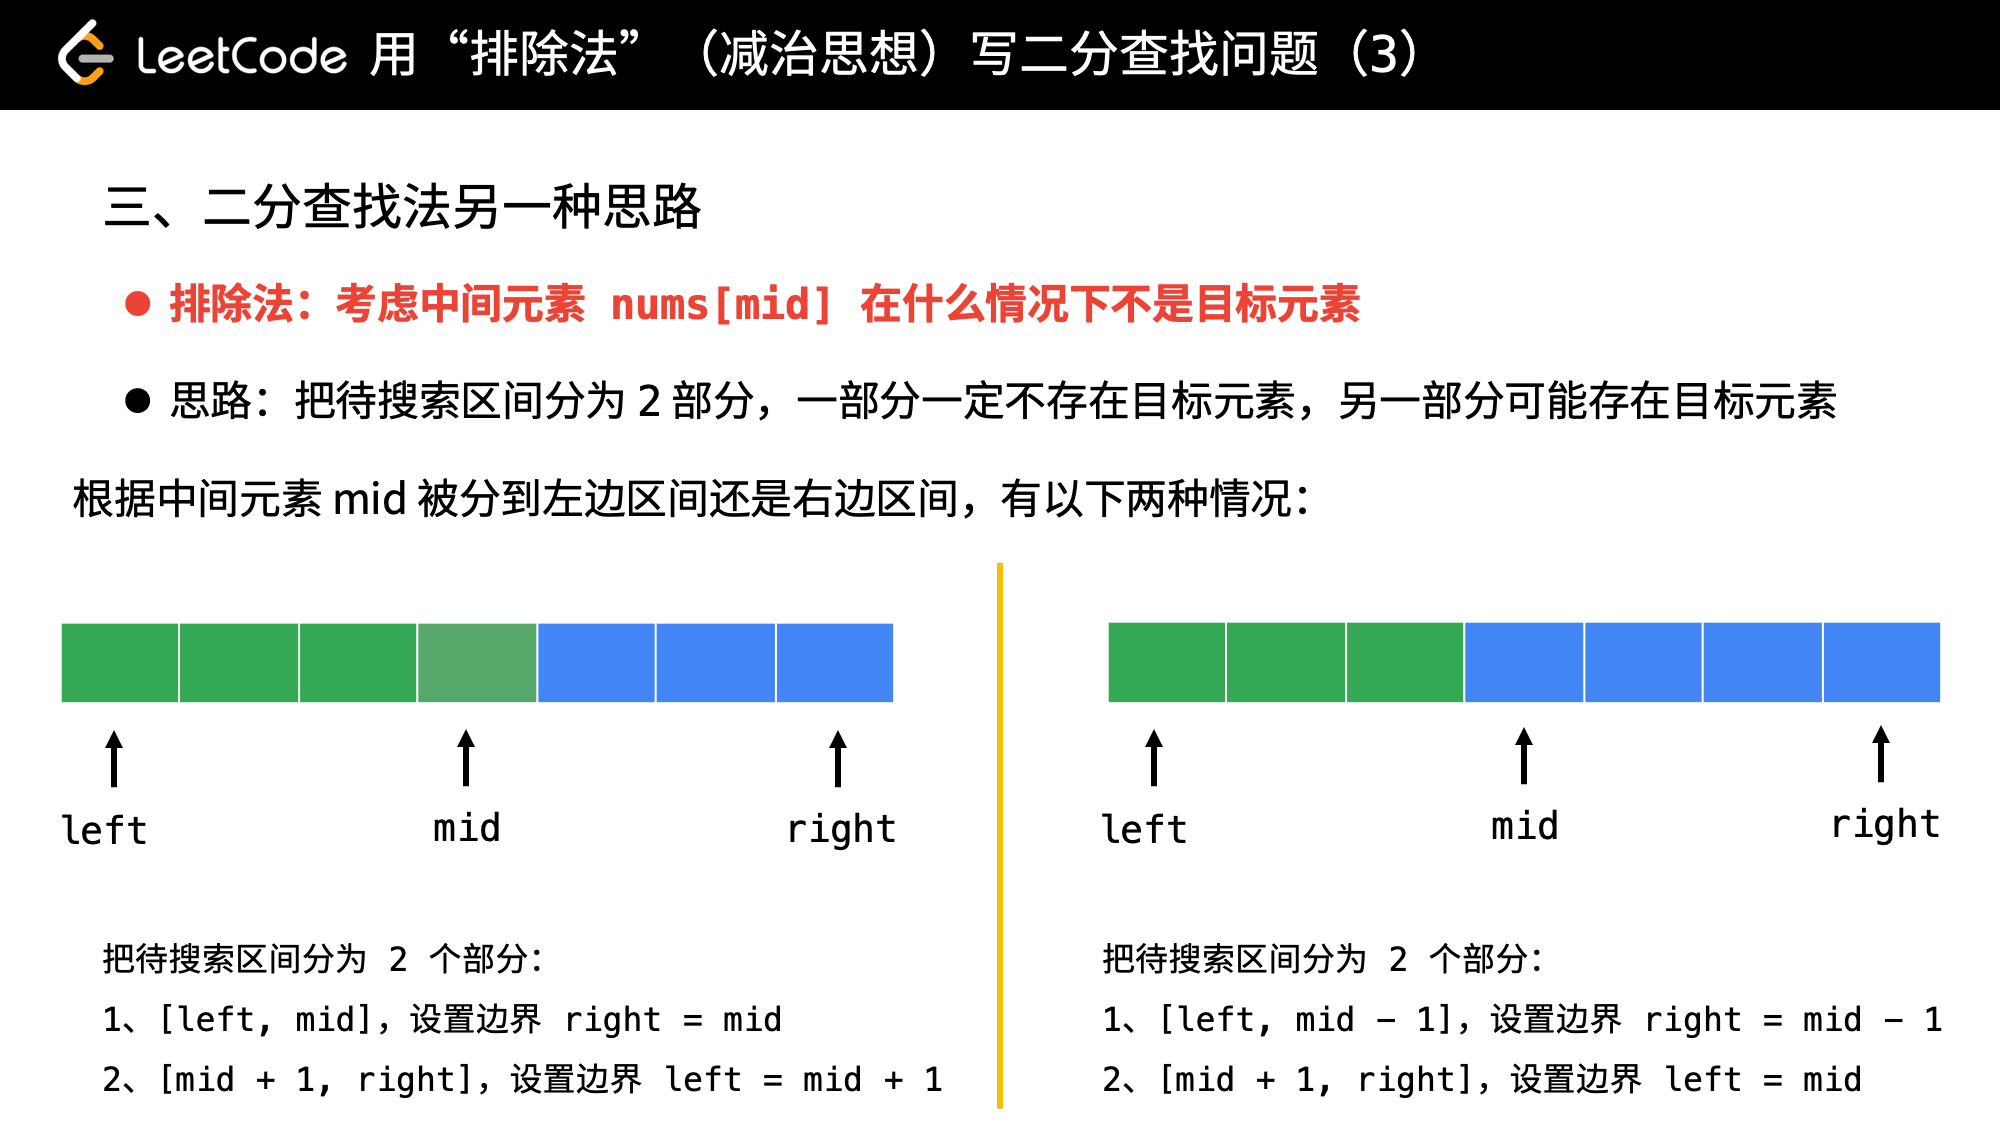 LeetCode 用“排除法”（减治思想）写二分查找问题（3）
三、二分查找法另一种思路
● 排除法：考虑中间元素 nums[mid] 在什么情况下不是目标元素
● 思路：把待搜索区间分为 2 部分，一部分一定不存在目标元素，另一部分可能存在目标元素
根据中间元素 mid 被分到左边区间还是右边区间，有以下两种情况：
left
mid
right
把待搜索区间分为 2 个部分：
1、[left, mid]，设置边界 right = mid
2、[mid + 1, right]，设置边界 left = mid + 1
left
mid
right
把待搜索区间分为 2 个部分：
1、[left, mid - 1]，设置边界 right = mid - 1
2、[mid + 1, right]，设置边界 left = mid